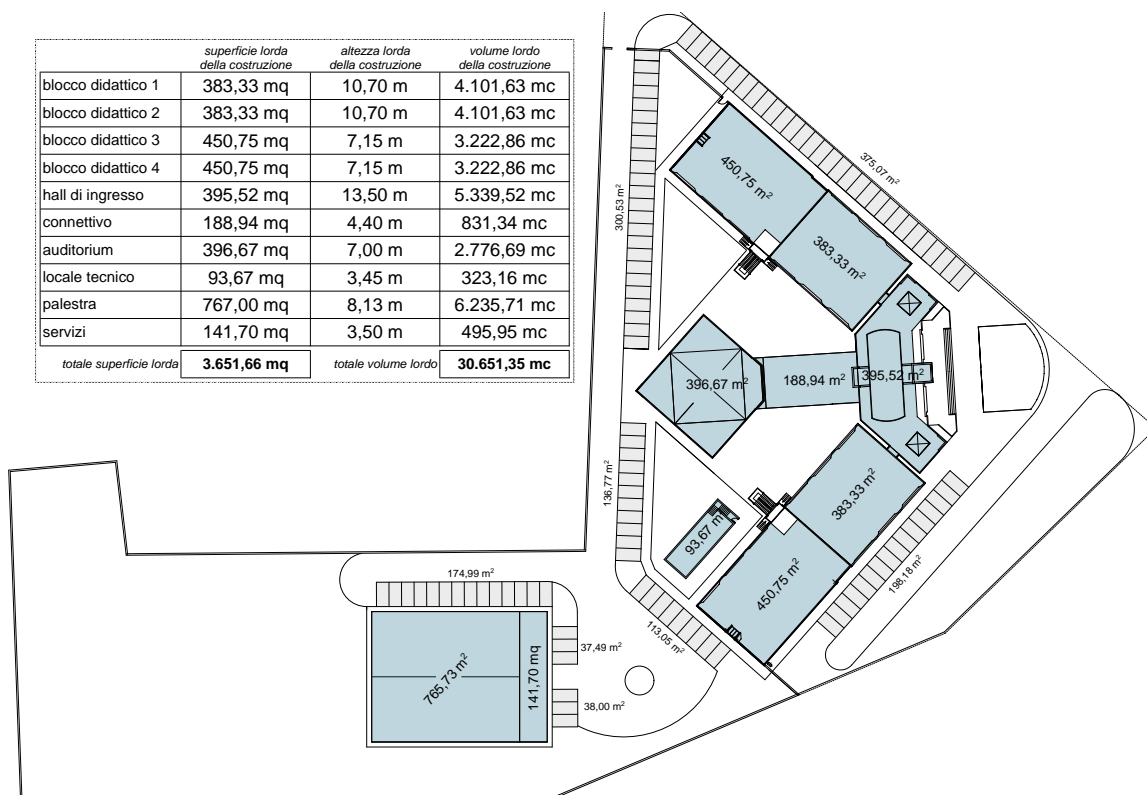 superficie lorda della costruzione altezza lorda della costruzione volume lordo della costruzione
blocco didattico 1 383,33 mq 10,70 m 4.101,63 mc
blocco didattico 2 383,33 mq 10,70 m 4.101,63 mc
blocco didattico 3 450,75 mq 7,15 m 3.222,86 mc
blocco didattico 4 450,75 mq 7,15 m 3.222,86 mc
hall di ingresso 395,52 mq 13,50 m 5.339,52 mc
connettivo 188,94 mq 4,40 m 831,34 mc
auditorium 396,67 mq 7,00 m 2.776,69 mc
locale tecnico 93,67 mq 3,45 m 323,16 mc
palestra 767,00 mq 8,13 m 6.235,71 mc
servizi 141,70 mq 3,50 m 495,95 mc
totale superficie lorda 3.651,66 mq totale volume lordo 30.651,35 mc
375,07 m²
450,75 m²
300,53 m²
383,33 m²
396,67 m²
188,94 m²
395,52 m²
136,77 m²
383,33 m²
93,67 m²
198,18 m²
450,75 m²
174,99 m²
113,05 m²
37,49 m²
765,73 m²
141,70 mq
38,00 m²